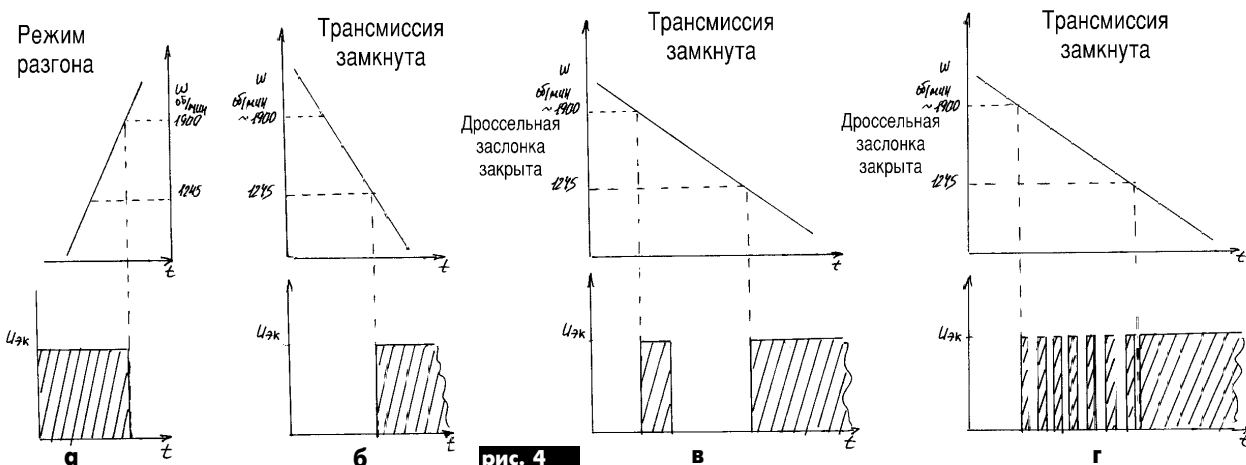 Режим
разгона
W
об/мин
1900
1245
t
Uэк
t
а
Трансмиссия
замкнута
W
об/мин
~1900
1245
t
Uэк
t
б
рис. 4
Трансмиссия
замкнута
W
об/мин
~1900
Дроссельная
заслонка
закрыта
1245
t
Uэк
t
в
Трансмиссия
замкнута
W
об/мин
~1900
Дроссельная
заслонка
закрыта
1245
t
Uэк
t
г